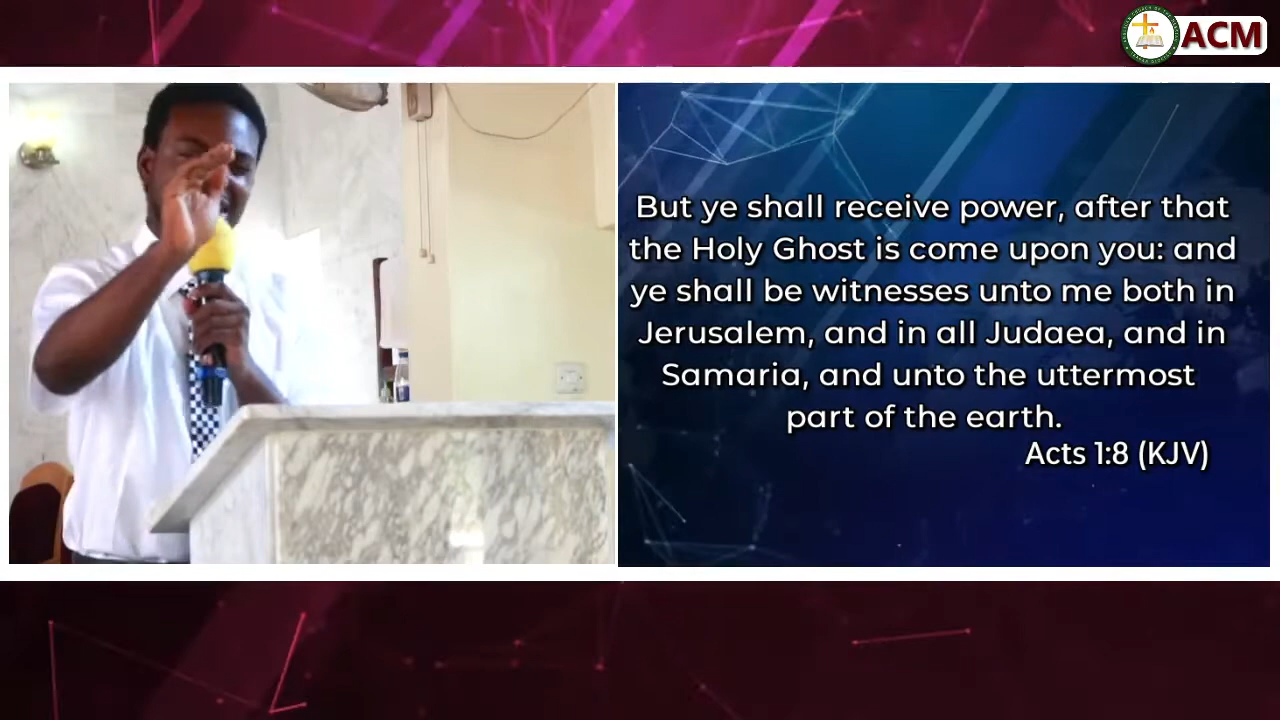 ACM
But ye shall receive power, after that
the Holy Ghost is come upon you: and
ye shall be witnesses unto me both in
Jerusalem, and in all Judaea, and in
Samaria, and unto the uttermost
part of the earth.
Acts 1:8 (KJV)